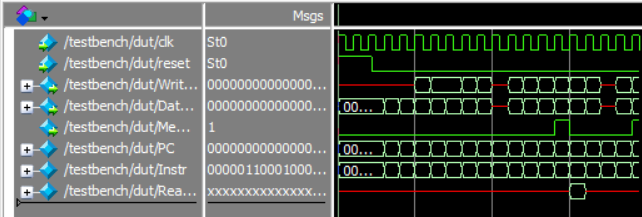 Msgs
/testbench/dut/clk St0
/testbench/dut/reset St0
/testbench/dut/Writ... 00000000000000...
/testbench/dut/Dat... 00000000000000... 00...
/testbench/dut/Me... 1
/testbench/dut/PC 00000000000000... 00...
/testbench/dut/Instr 00000110001000... 00...
/testbench/dut/Rea... xxxxxxxxxxxxxx...